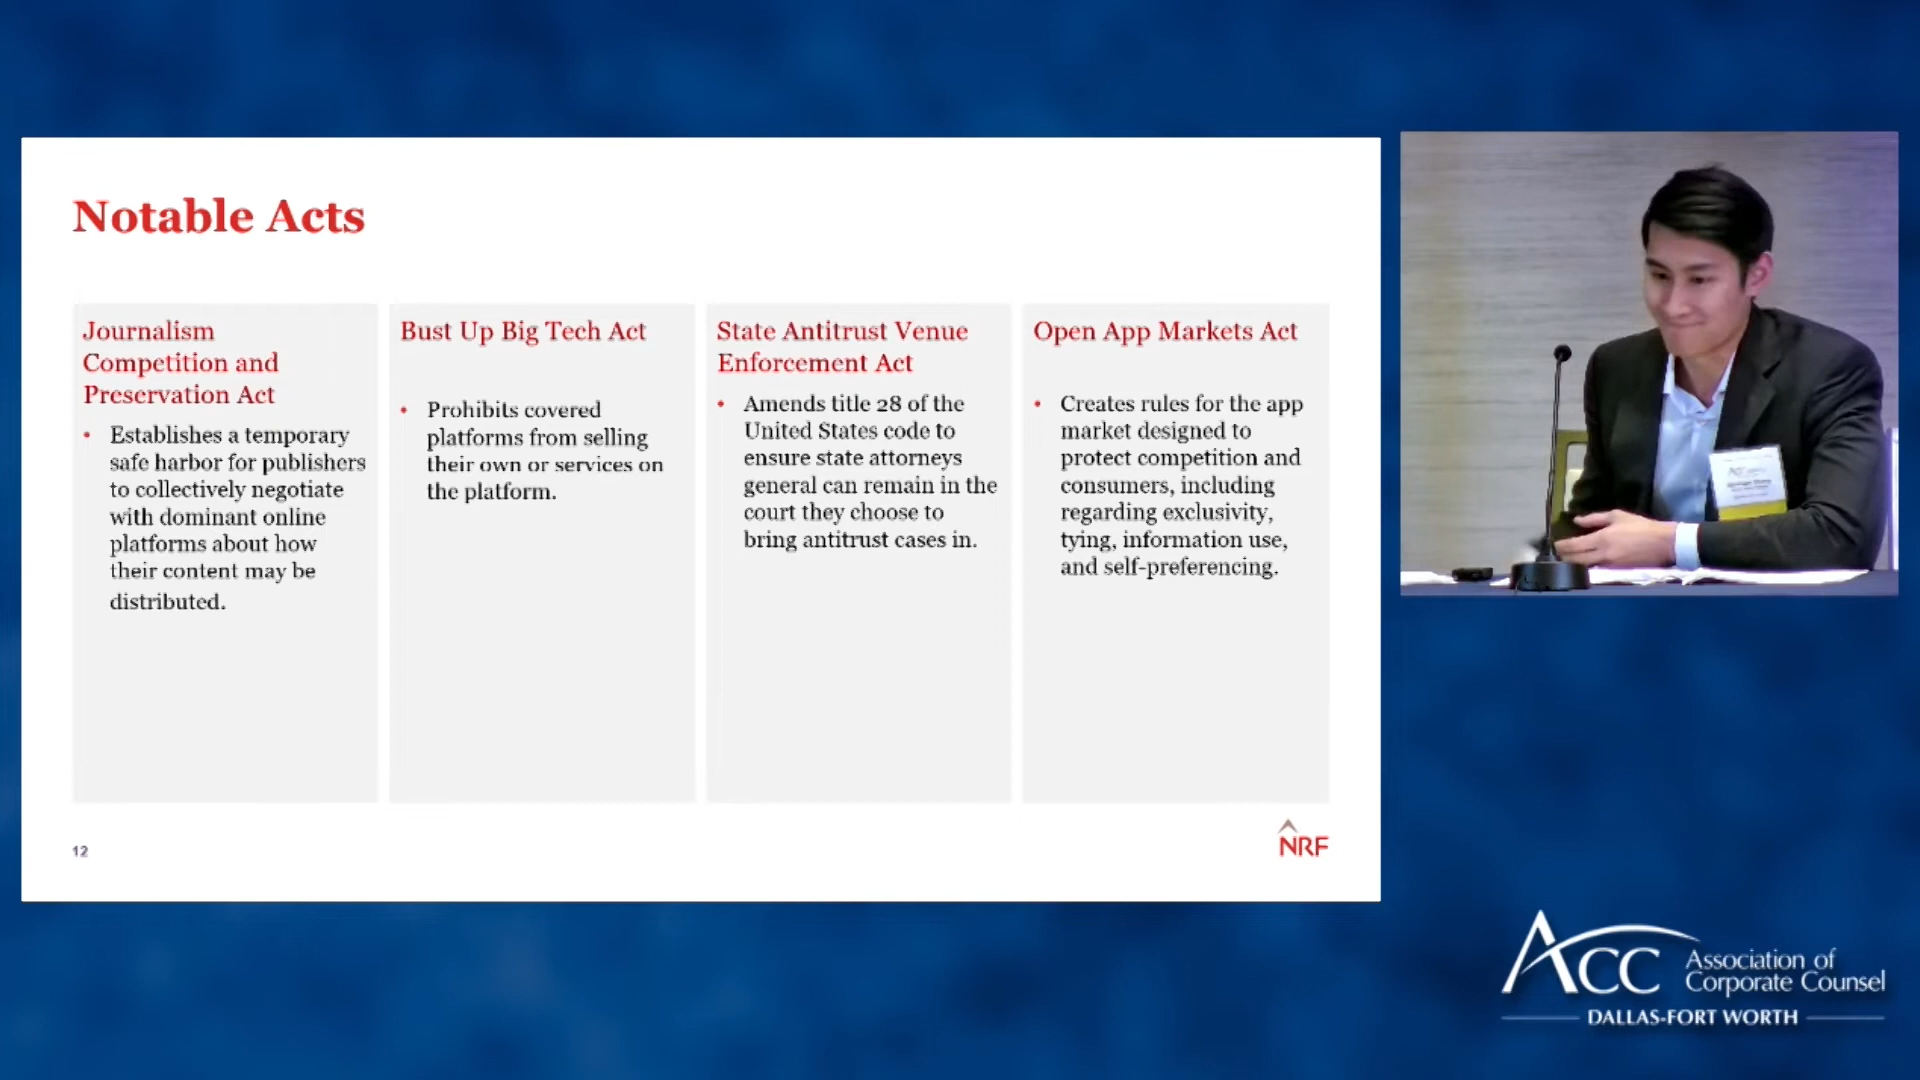 Notable Acts
Journalism
Competition and
Preservation Act
• Establishes a temporary
safe harbor for publishers
to collectively negotiate
with dominant online
platforms about how
their content may be
distributed.
Bust Up Big Tech Act
• Prohibits covered
platforms from selling
their own or services on
the platform.
State Antitrust Venue
Enforcement Act
• Amends title 28 of the
United States code to
ensure state attorneys
general can remain in the
court they choose to
bring antitrust cases in.
Open App Markets Act
• Creates rules for the app
market designed to
protect competition and
consumers, including
regarding exclusivity,
tying, information use,
and self-preferencing.
12
NRF
ACC
Association of
Corporate Counsel
DALLAS-FORT WORTH